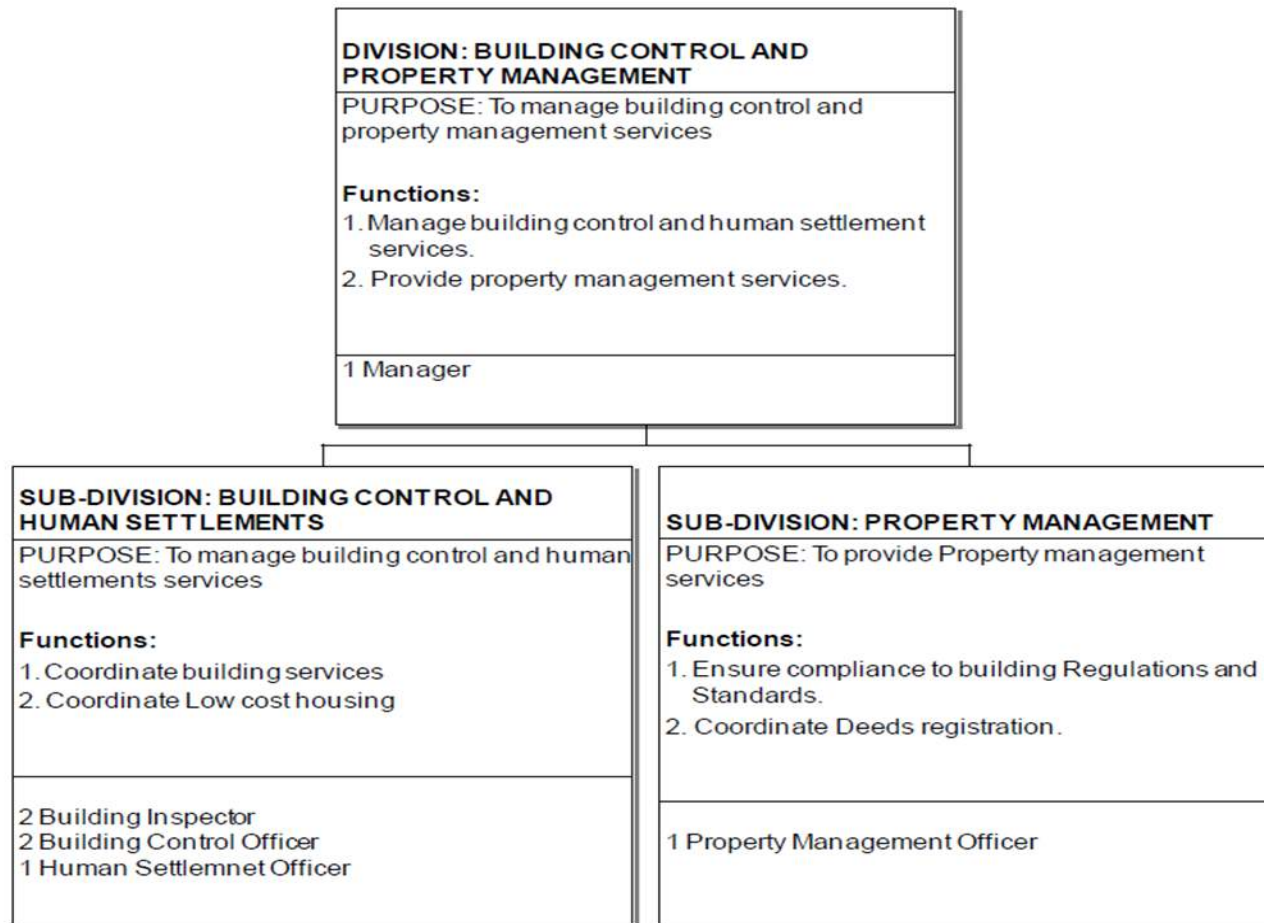 DIVISION: BUILDING CONTROL AND
PROPERTY MANAGEMENT
PURPOSE: To manage building control and
property management services
Functions:
1. Manage building control and human settlement
services.
2. Provide property management services.
1 Manager
SUB-DIVISION: BUILDING CONTROL AND
HUMAN SETTLEMENTS
PURPOSE: To manage building control and human
settlements services
Functions:
1. Coordinate building services
2. Coordinate Low cost housing
2 Building Inspector
2 Building Control Officer
1 Human Settlemnet Officer
SUB-DIVISION: PROPERTY MANAGEMENT
PURPOSE: To provide Property management
services
Functions:
1. Ensure compliance to building Regulations and
Standards.
2. Coordinate Deeds registration.
1 Property Management Officer